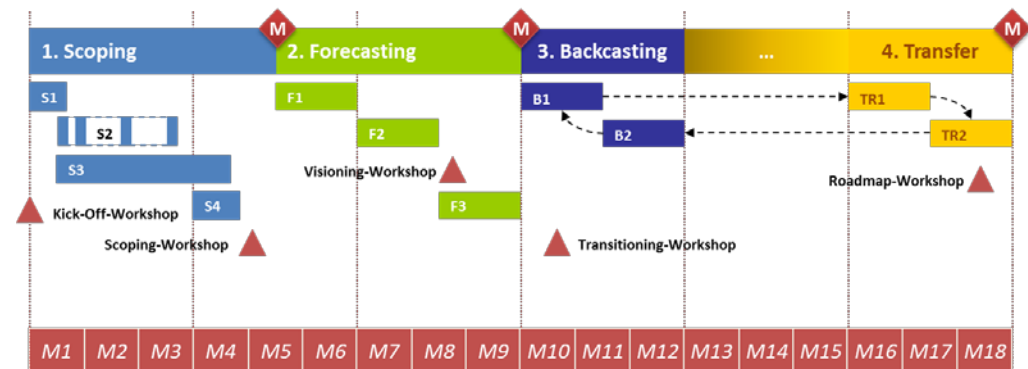 M
M
M
1. Scoping
2. Forecasting
3. Backcasting
...
4. Transfer
S1
F1
B1
TR1
S2
F2
B2
TR2
S3
Visioning-Workshop
Roadmap-Workshop
S4
F3
Kick-Off-Workshop
Scoping-Workshop
Transitioning-Workshop
M1 M2 M3 M4 M5 M6 M7 M8 M9 M10 M11 M12 M13 M14 M15 M16 M17 M18